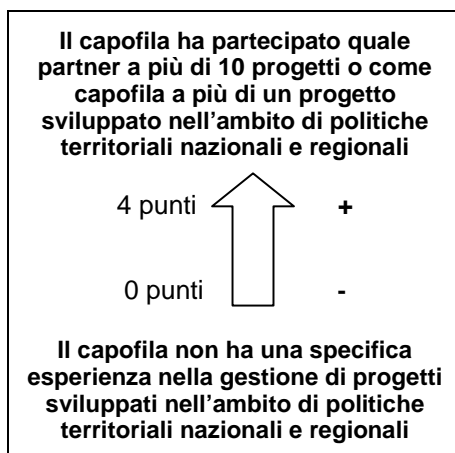 Il capofila ha partecipato quale
partner a più di 10 progetti o come
capofila a più di un progetto
sviluppato nell'ambito di politiche
territoriali nazionali e regionali
4 punti +
0 punti -
Il capofila non ha una specifica
esperienza nella gestione di progetti
sviluppati nell'ambito di politiche
territoriali nazionali e regionali